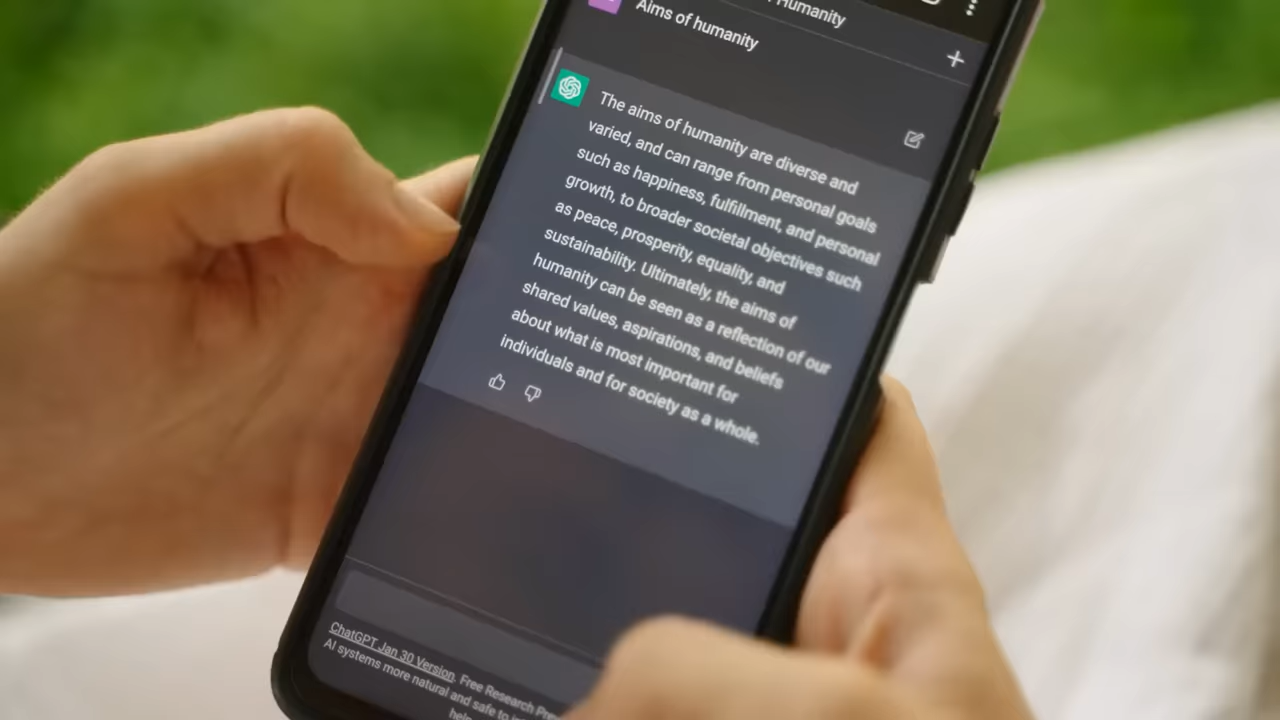 Humanity
Aims of humanity
The aims of humanity are diverse and
varied, and can range from personal goals
such as happiness, fulfillment, and personal
growth, to broader societal objectives such
as peace, prosperity, equality, and
sustainability. Ultimately, the aims of
humanity can be seen as a reflection of our
shared values, aspirations, and beliefs
about what is most important for
individuals and for society as a whole.
ChatGPT Jan 30 Version. Free Research
AI systems more natural and safe to